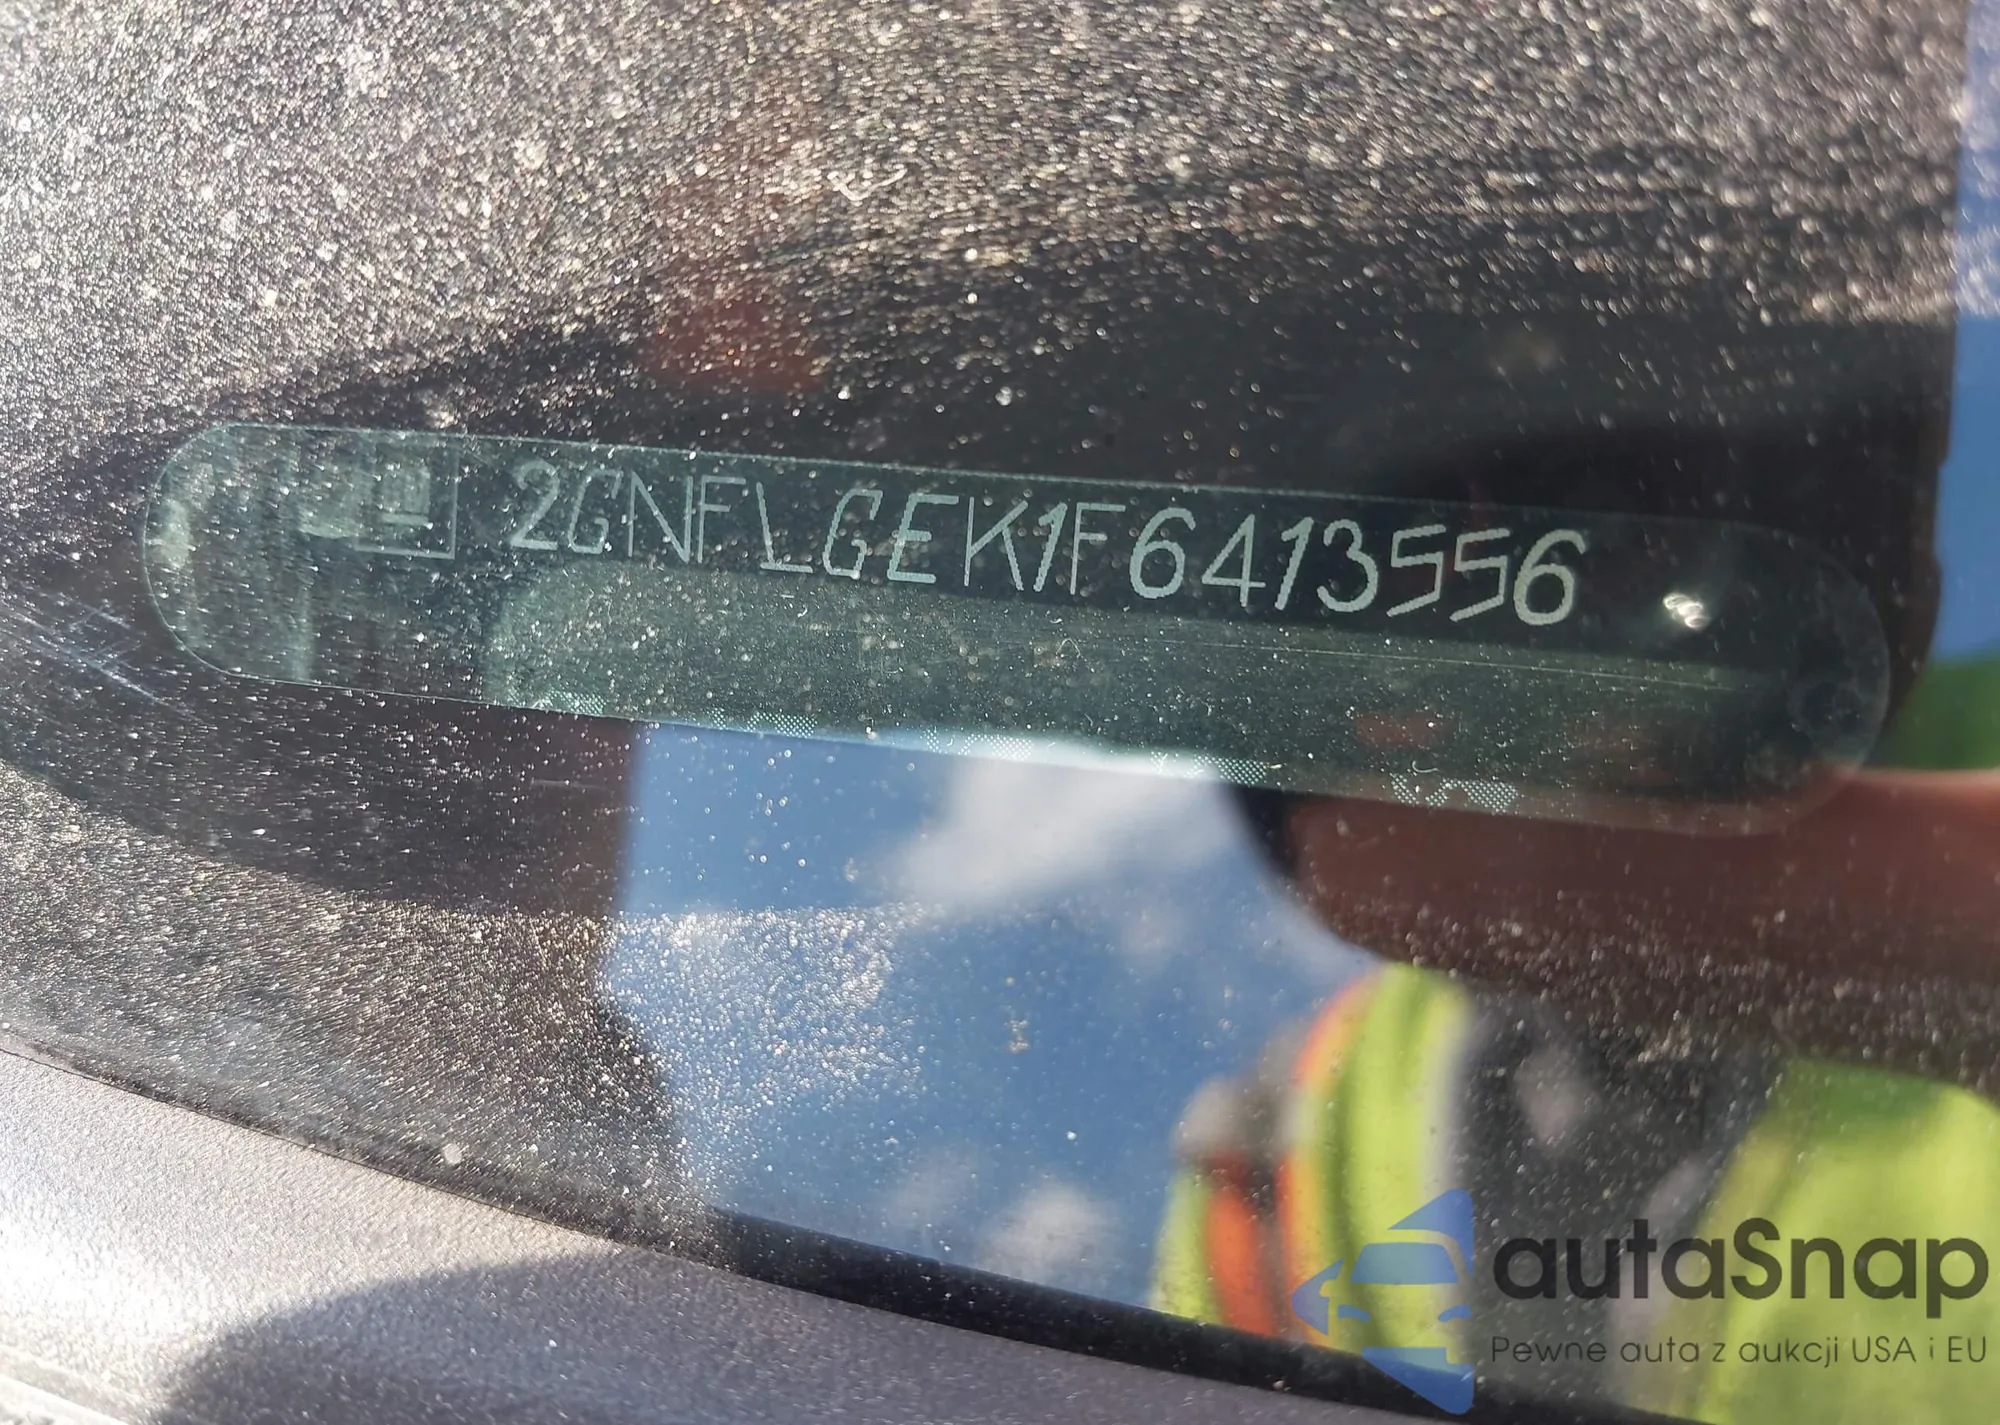 2GNFLGEK1F6413556
autaSnap
Pewne auta z aukcji USA i EU